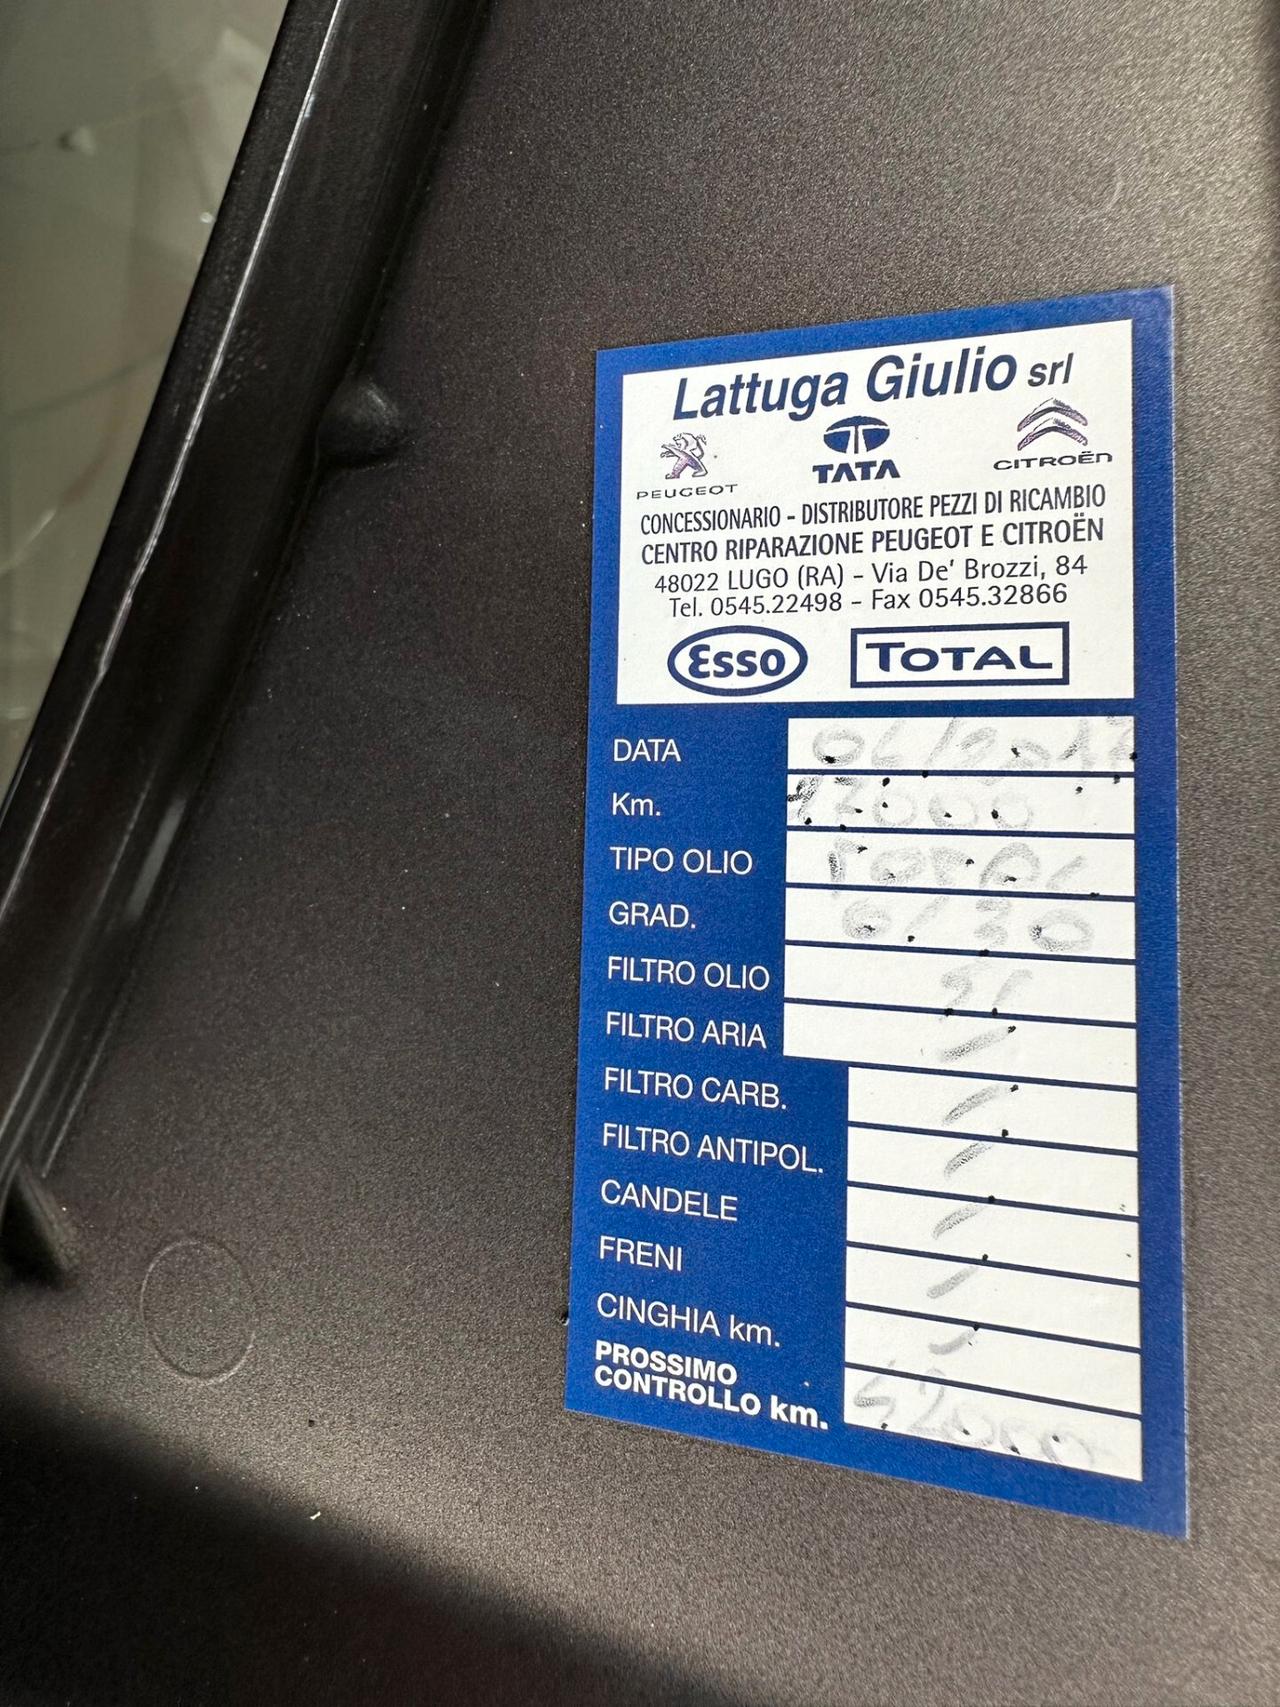 Lattuga Giulio srl
PEUGEOT TATA CITROËN
CONCESSIONARIO - DISTRIBUTORE PEZZI DI RICAMBIO
CENTRO RIPARAZIONE PEUGEOT E CITROËN
48022 LUGO (RA) - Via De' Brozzi, 84
Tel. 0545.22498 - Fax 0545.32866
Esso TOTAL
DATA
Km.
TIPO OLIO
GRAD. 0/30
FILTRO OLIO
FILTRO ARIA /
FILTRO CARB. /
FILTRO ANTIPOL. /
CANDELE /
FRENI /
CINGHIA km. /
PROSSIMO
CONTROLLO km.